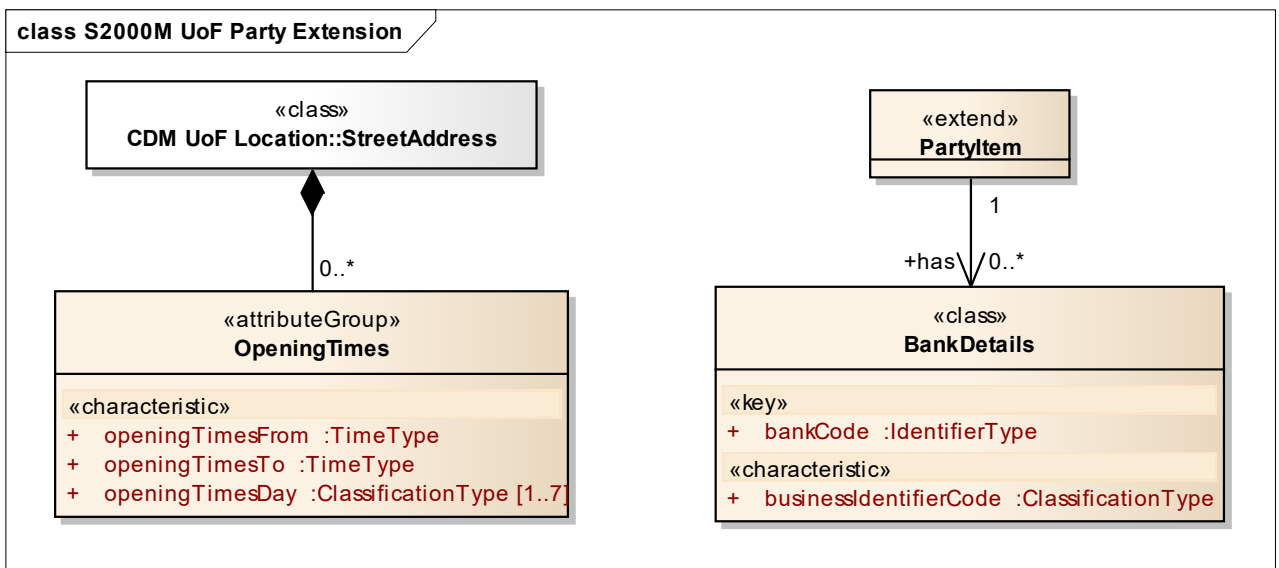 class S2000M UoF Party Extension
«class»
CDM UoF Location::StreetAddress
0..*
«attributeGroup»
OpeningTimes
«characteristic»
+ openingTimesFrom :TimeType
+ openingTimesTo :TimeType
+ openingTimesDay :ClassificationType [1..7]
«extend»
PartyItem
1
+has 0..*
«class»
BankDetails
«key»
+ bankCode :IdentifierType
«characteristic»
+ businessIdentifierCode :ClassificationType